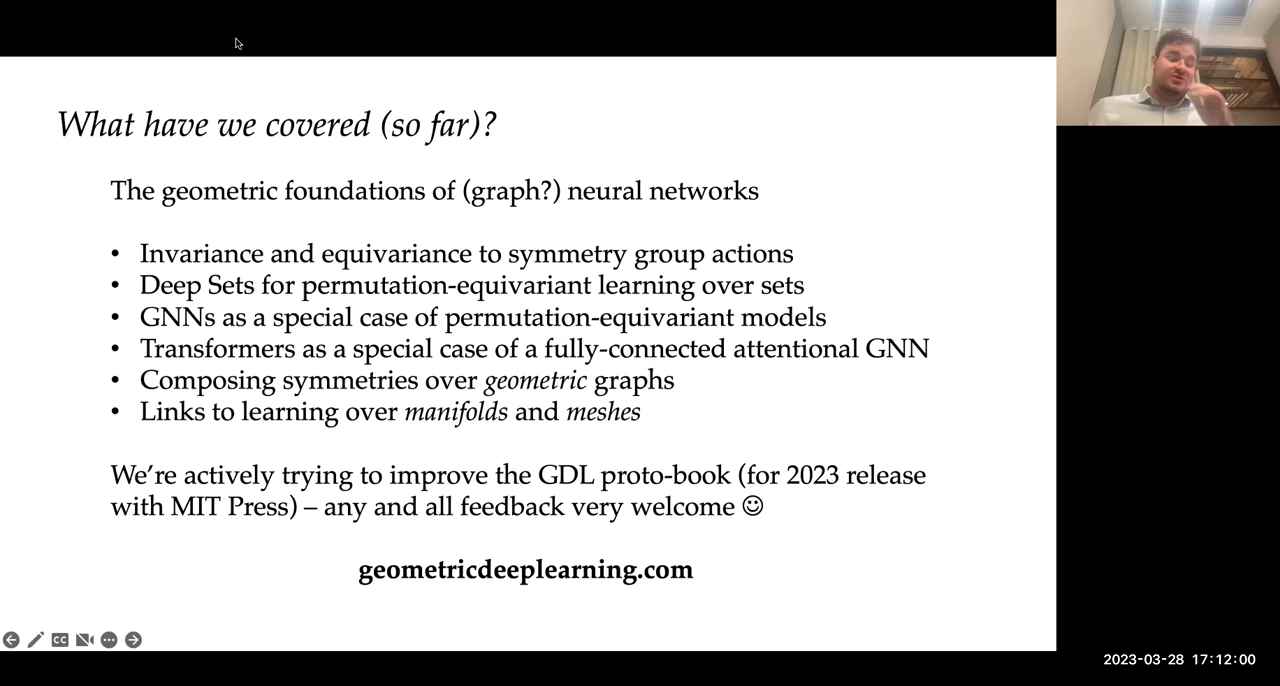 What have we covered (so far)?
The geometric foundations of (graph?) neural networks
• Invariance and equivariance to symmetry group actions
• Deep Sets for permutation-equivariant learning over sets
• GNNs as a special case of permutation-equivariant models
• Transformers as a special case of a fully-connected attentional GNN
• Composing symmetries over geometric graphs
• Links to learning over manifolds and meshes
We're actively trying to improve the GDL proto-book (for 2023 release
with MIT Press) – any and all feedback very welcome ☺
geometricdeeplearning.com
CC
2023-03-28 17:12:00